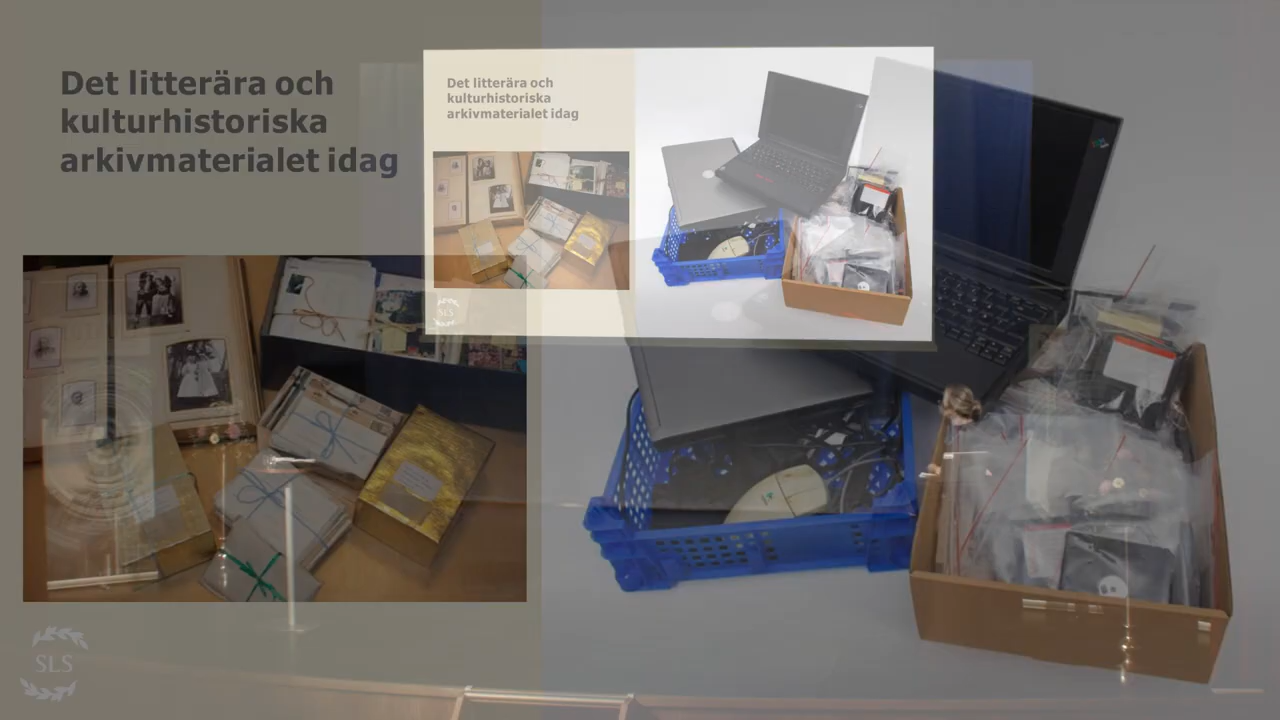 Det litterära och
kulturhistoriska
arkivmaterialet idag
SLS
Det litterära och
kulturhistoriska
arkivmaterialet idag
SLS